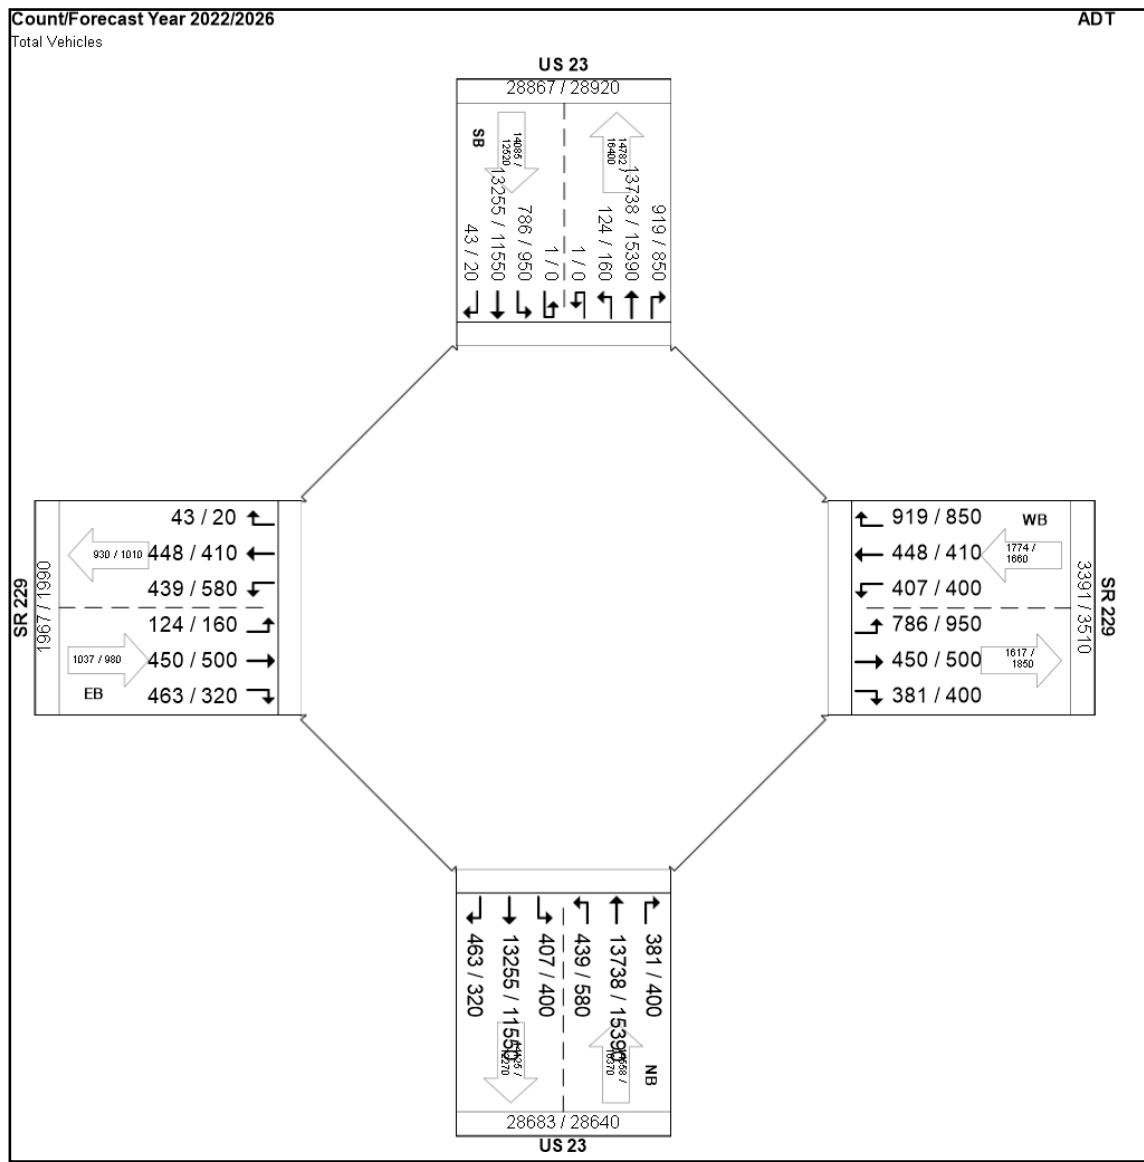 Count/Forecast Year 2022/2026
ADT
Total Vehicles
US 23
28867 / 28920
SB
14085 /
12520
14782 /
16400
43 / 20
13255 / 11550
786 / 950
1 / 0
1 / 0
124 / 160
13738 / 15390
919 / 850
SR 229
1967 / 1990
930 / 1010
43 / 20
448 / 410
439 / 580
124 / 160
450 / 500
463 / 320
1037 / 980
EB
919 / 850
448 / 410
407 / 400
786 / 950
450 / 500
381 / 400
WB
1774 /
1660
1617 /
1850
3391 / 3510
SR 229
463 / 320
13255 / 11550
407 / 400
439 / 580
13738 / 15390
381 / 400
12270
16370
NB
28683 / 28640
US 23